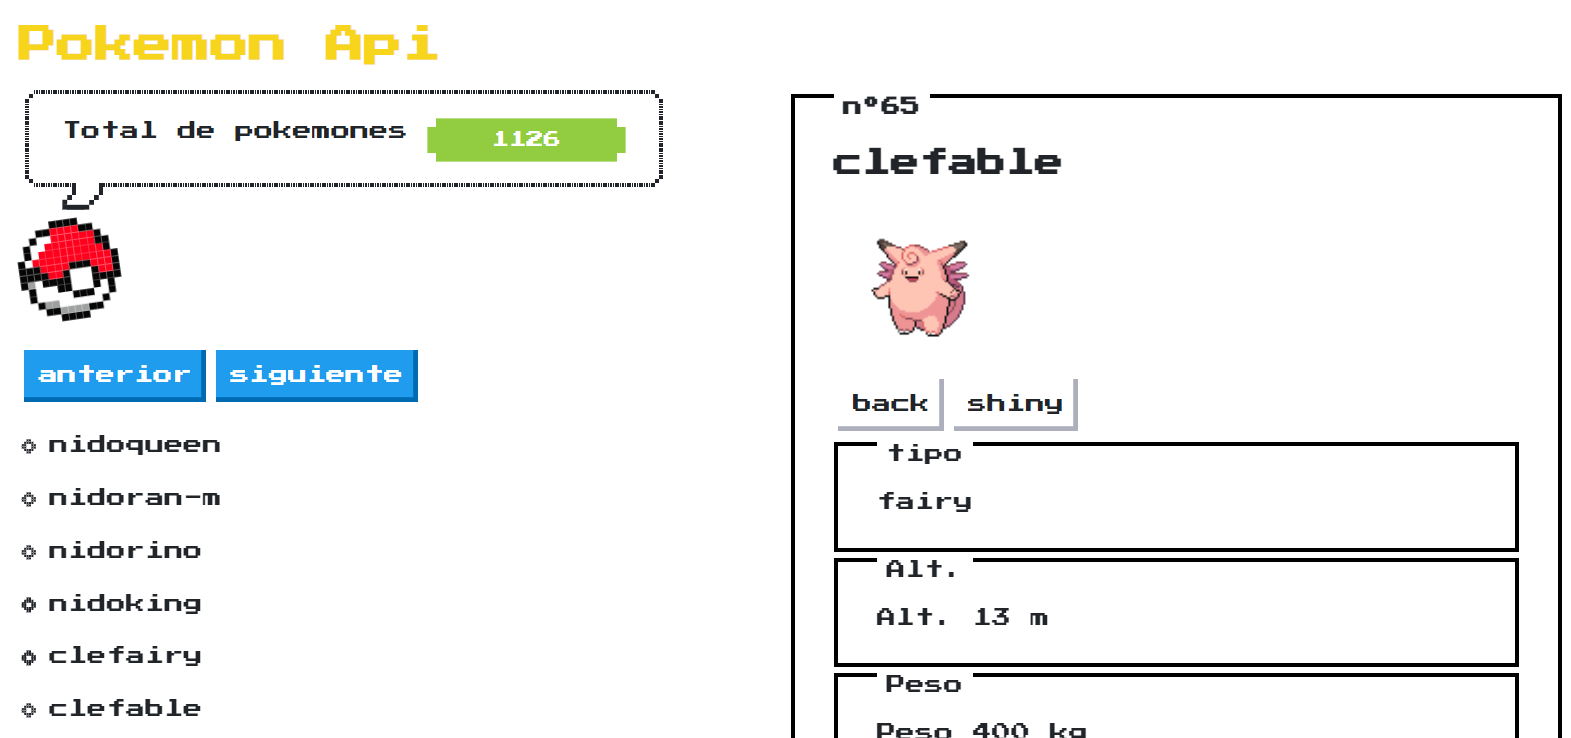 Pokemon Api
Total de pokemones 1126
anterior siguiente
nidoqueen
nidoran-m
nidorino
nidoking
clefairy
clefable
n°65
clefable
back shiny
tipo
fairy
Alt.
Alt. 13 m
Peso
Peso 400 kg